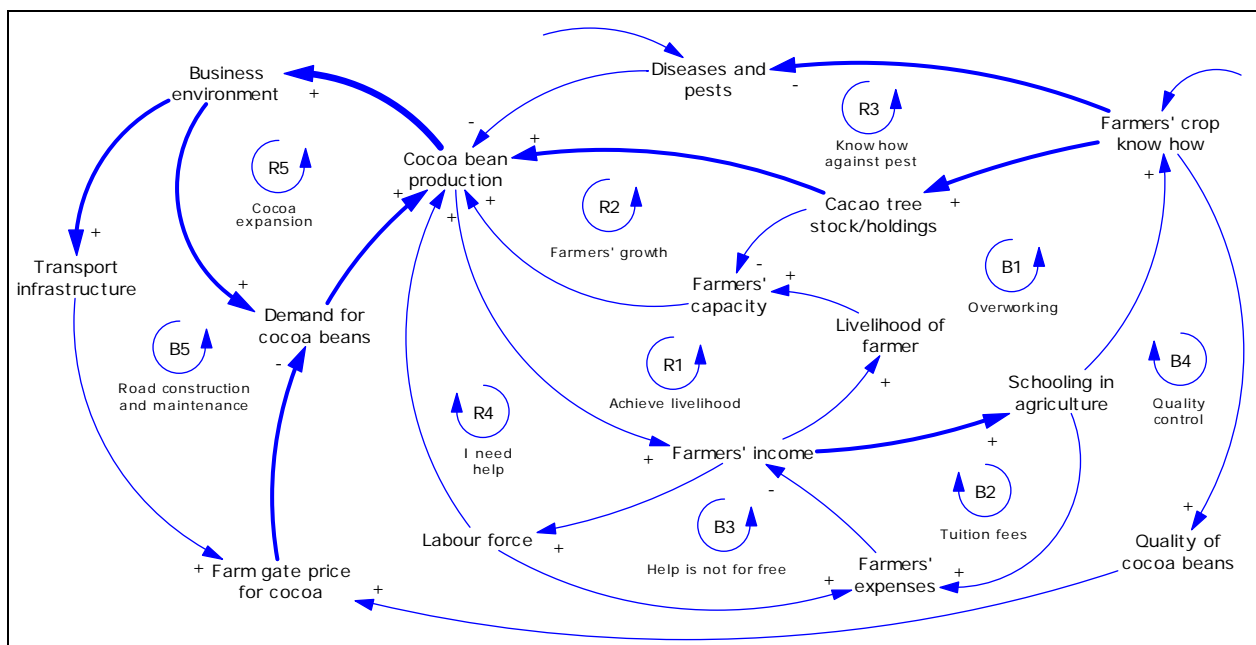 Business
environment
+
Diseases and
pests
-
-
+
Farmers' crop
know how
+
R3
Know how
against pest
R5
Cocoa
expansion
Cocoa bean
production
+
+
+
R2
Farmers' growth
Cacao tree
stock/holdings
+
+
Transport
infrastructure
+
Demand for
cocoa beans
-
B5
Road construction
and maintenance
-
+
Farmers'
capacity
B1
Overworking
Livelihood of
farmer
+
R1
Achieve livelihood
Schooling in
agriculture
+
B4
Quality
control
R4
I need
help
Farmers' income
+
-
B2
Tuition fees
Labour force
+
B3
Help is not for free
Farmers'
expenses
+
+
+
Quality of
cocoa beans
+
Farm gate price
for cocoa
+